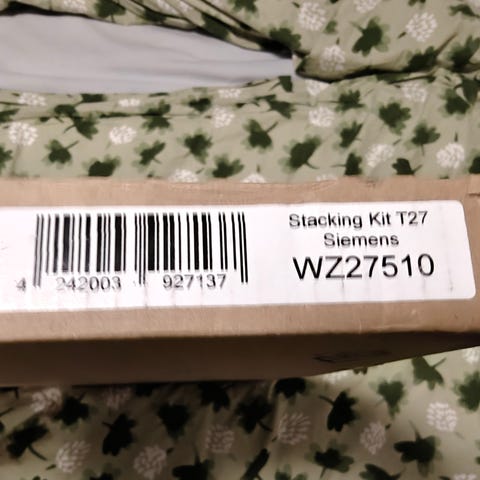 Stacking Kit T27
Siemens
WZ27510
4 242003 927137